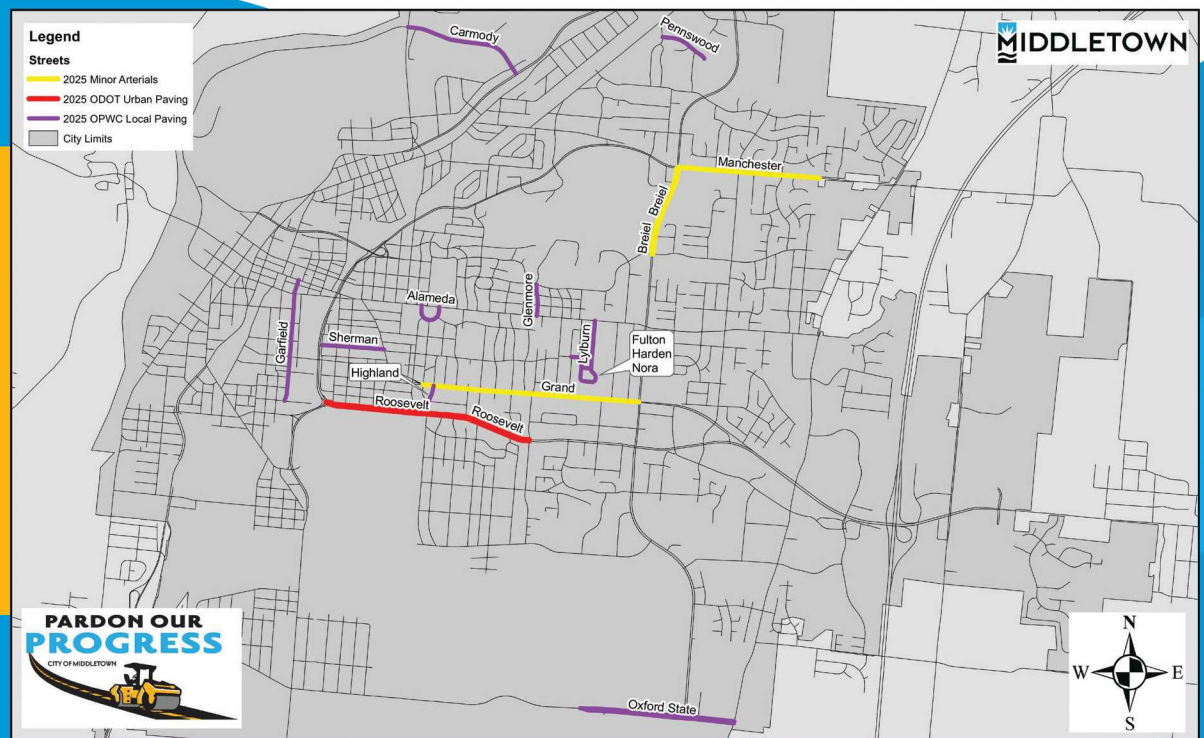 Legend
Streets
2025 Minor Arterials
2025 ODOT Urban Paving
2025 OPWC Local Paving
City Limits
MIDDLETOWN
Carmody
Pennswood
Manchester
Breiel
Breiel
Glenmore
Alameda
Garfield
Sherman
Lylburn
Fulton
Harden
Nora
Highland
Grand
Roosevelt
Roosevelt
Oxford State
PARDON OUR
PROGRESS
CITY OF MIDDLETOWN
N
W E
S